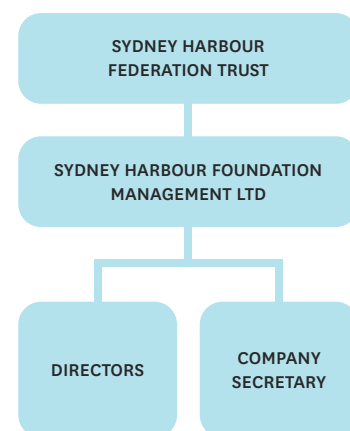 SYDNEY HARBOUR
FEDERATION TRUST
SYDNEY HARBOUR FOUNDATION
MANAGEMENT LTD
DIRECTORS
COMPANY
SECRETARY